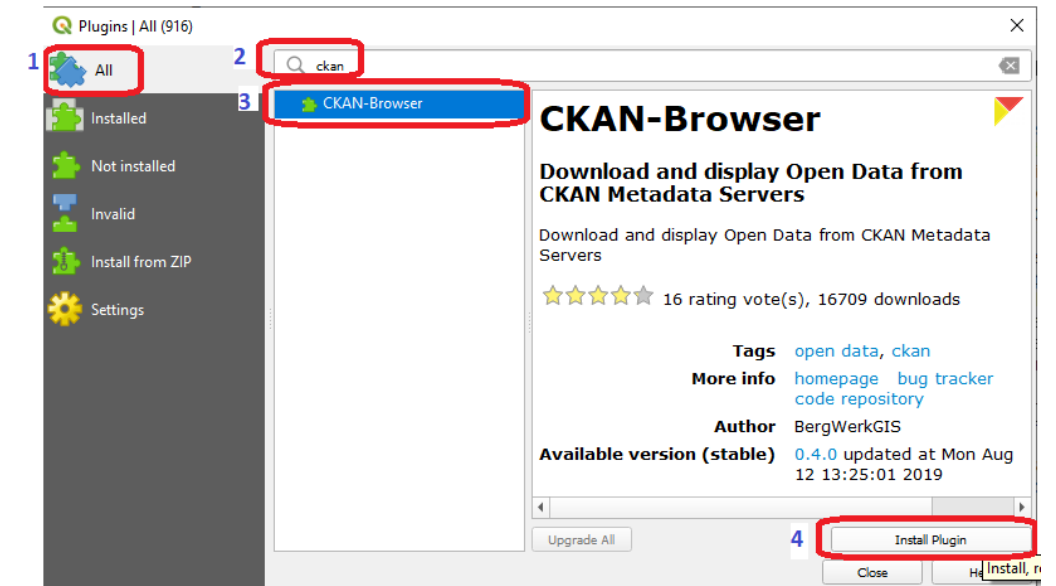 Plugins | All (916)
1
All
2
ckan
Installed
Not installed
Invalid
Install from ZIP
Settings
3
CKAN-Browser
CKAN-Browser
Download and display Open Data from
CKAN Metadata Servers
Download and display Open Data from CKAN Metadata
Servers
16 rating vote(s), 16709 downloads
Tags open data, ckan
More info homepage bug tracker
code repository
Author BergWerkGIS
Available version (stable) 0.4.0 updated at Mon Aug
12 13:25:01 2019
Upgrade All
4
Install Plugin
Close
Install,